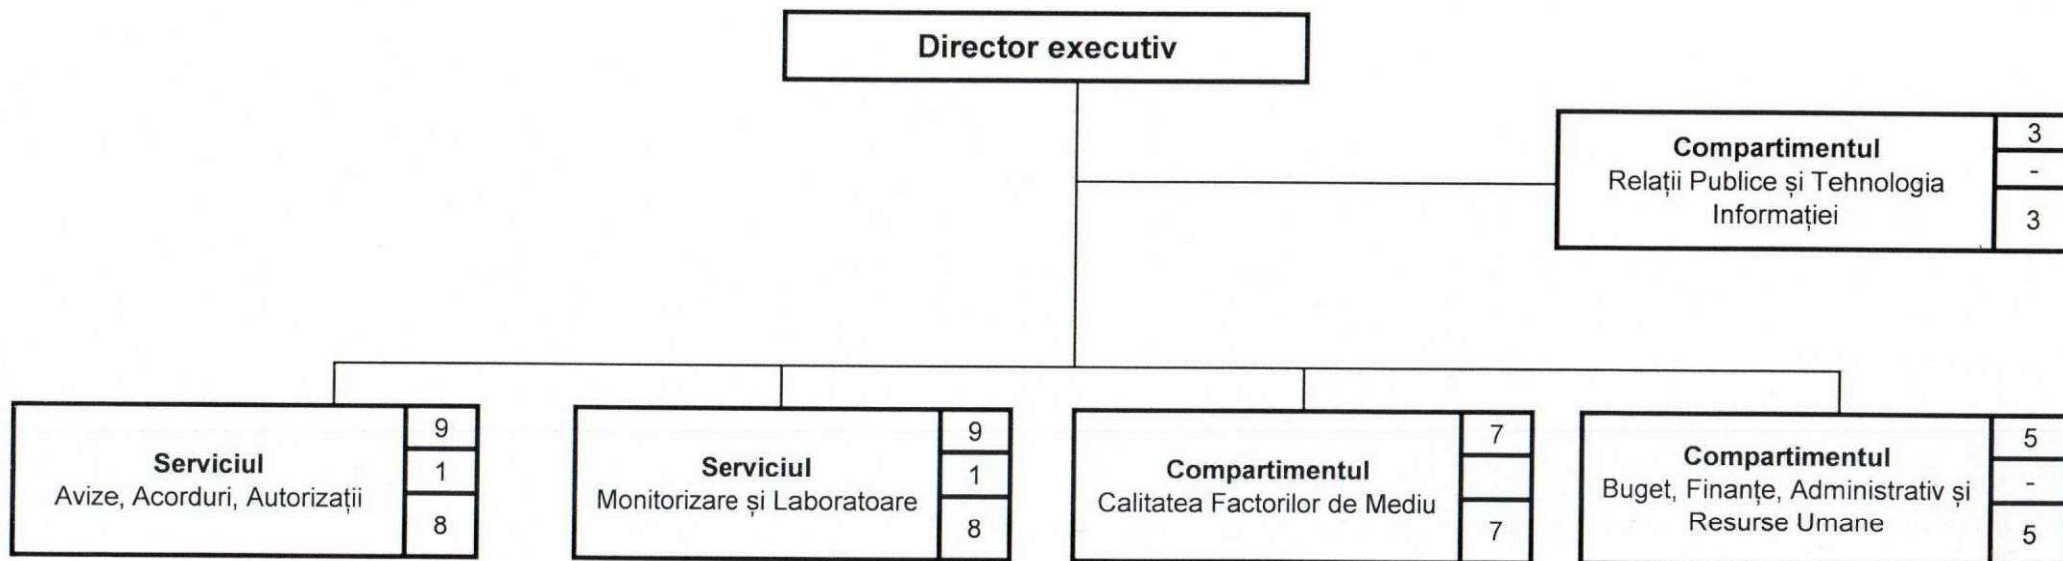 Director executiv
Compartimentul
Relații Publice și Tehnologia
Informației
3
-
3
Serviciul
Avize, Acorduri, Autorizații
9
1
8
Serviciul
Monitorizare și Laboratoare
9
1
8
Compartimentul
Calitatea Factorilor de Mediu
7
7
Compartimentul
Buget, Finanțe, Administrativ și
Resurse Umane
5
-
5